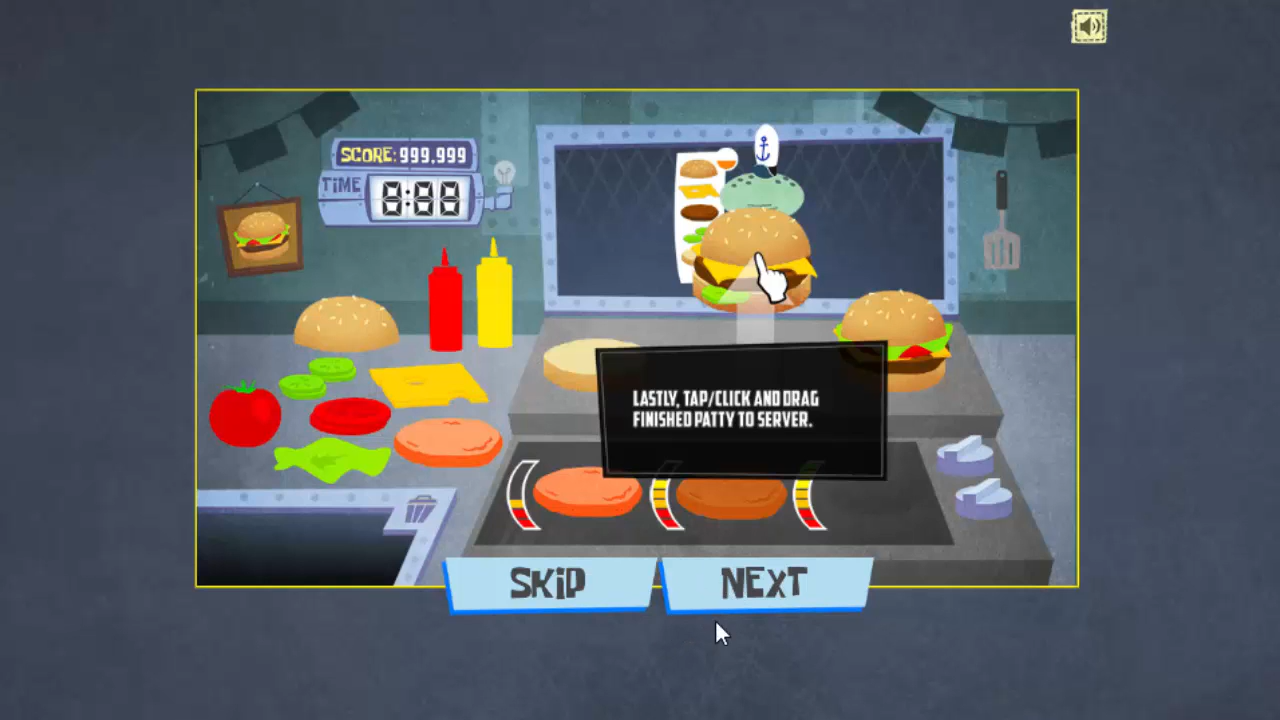 SCORE: 999,999
TIME 8:88
LASTLY, TAP/CLICK AND DRAG
FINISHED PATTY TO SERVER.
SKIP
NEXT